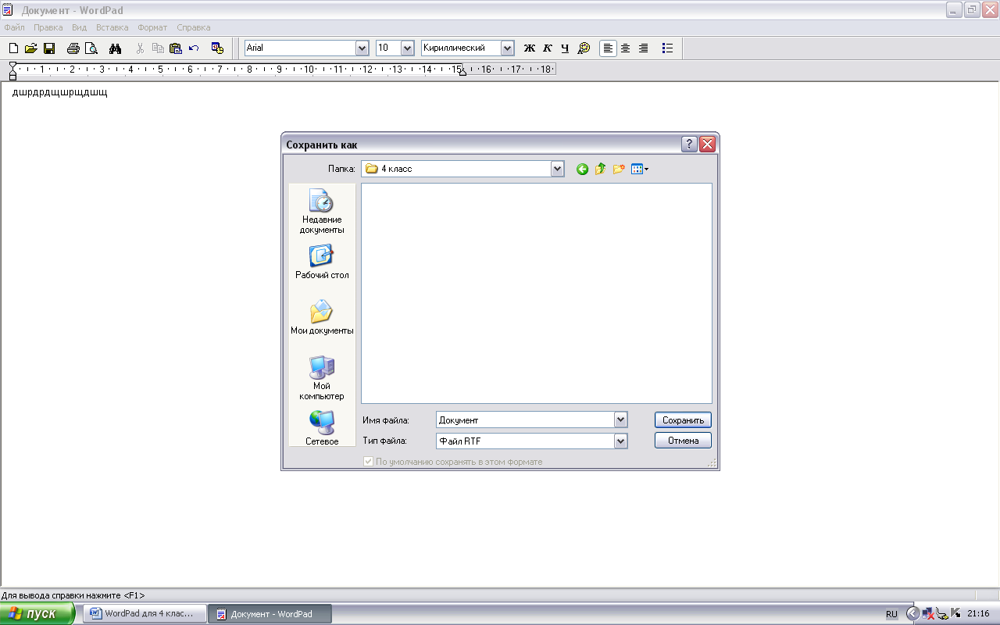 Документ - WordPad
Файл Правка Вид Вставка Формат Справка
Arial 10 Кириллический Ж К Ч
1 2 3 4 5 6 7 8 9 10 11 12 13 14 15 16 17 18
дшрдрдщшрщдшщ
Сохранить как
Папка: 4 класс
Недавние
документы
Рабочий стол
Мои документы
Мой
компьютер
Сетевое
Имя файла: Документ Сохранить
Тип файла: Файл RTF Отмена
По умолчанию сохранять в этом формате
Для вывода справки нажмите <F1>
пуск WordPad для 4 клас... Документ - WordPad RU 21:16